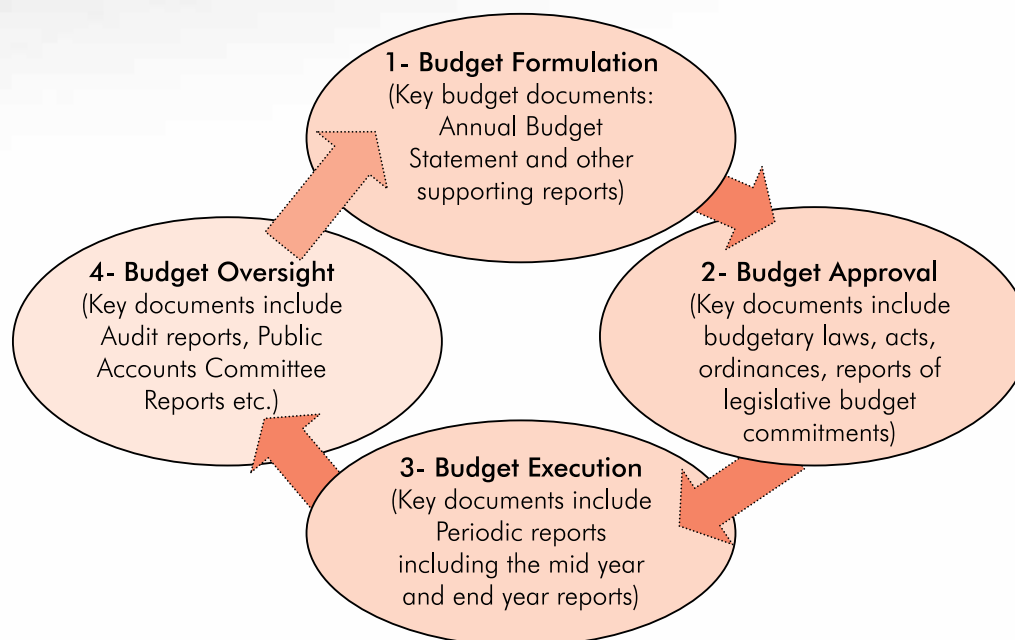 1- Budget Formulation
(Key budget documents:
Annual Budget
Statement and other
supporting reports)
2- Budget Approval
(Key documents include
budgetary laws, acts,
ordinances, reports of
legislative budget
commitments)
3- Budget Execution
(Key documents include
Periodic reports
including the mid year
and end year reports)
4- Budget Oversight
(Key documents include
Audit reports, Public
Accounts Committee
Reports etc.)